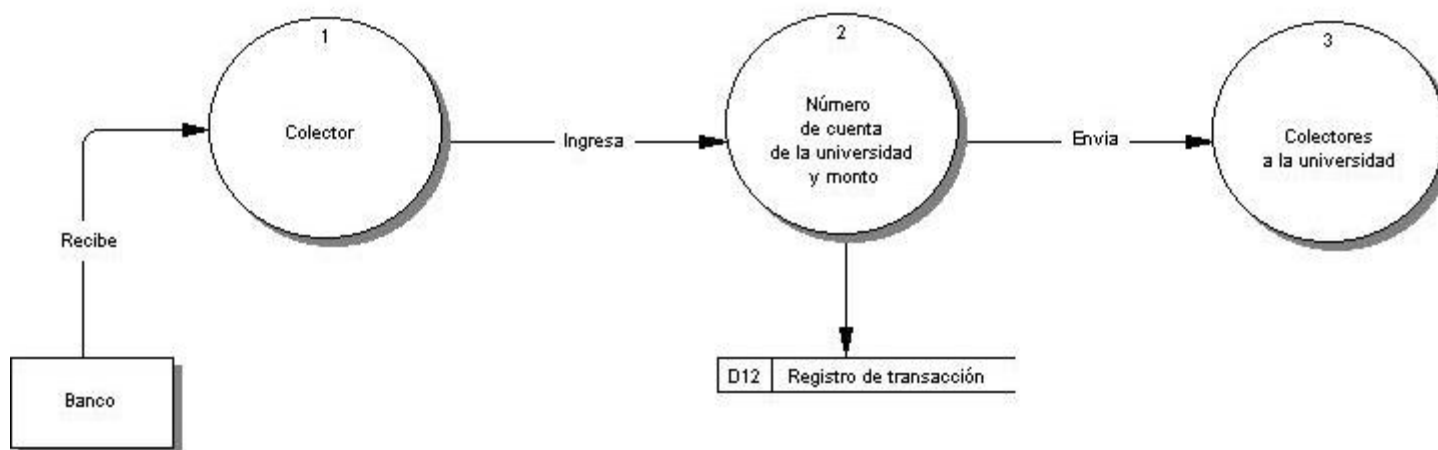 1
Colector
Recibe
Banco
Ingresa
2
Número
de cuenta
de la universidad
y monto
D12 Registro de transacción
Envia
3
Colectores
a la universidad